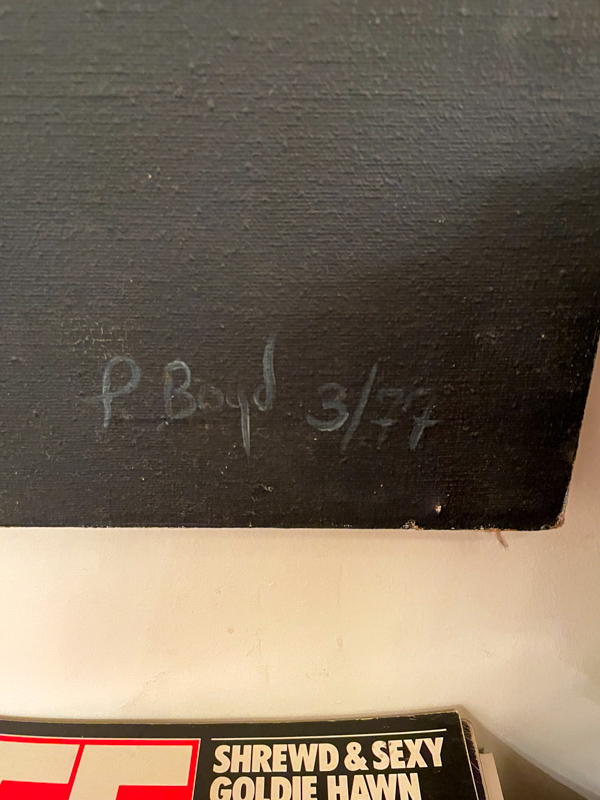 P. Boyd 3/77
SHREWD & SEXY
GOLDIE HAWN